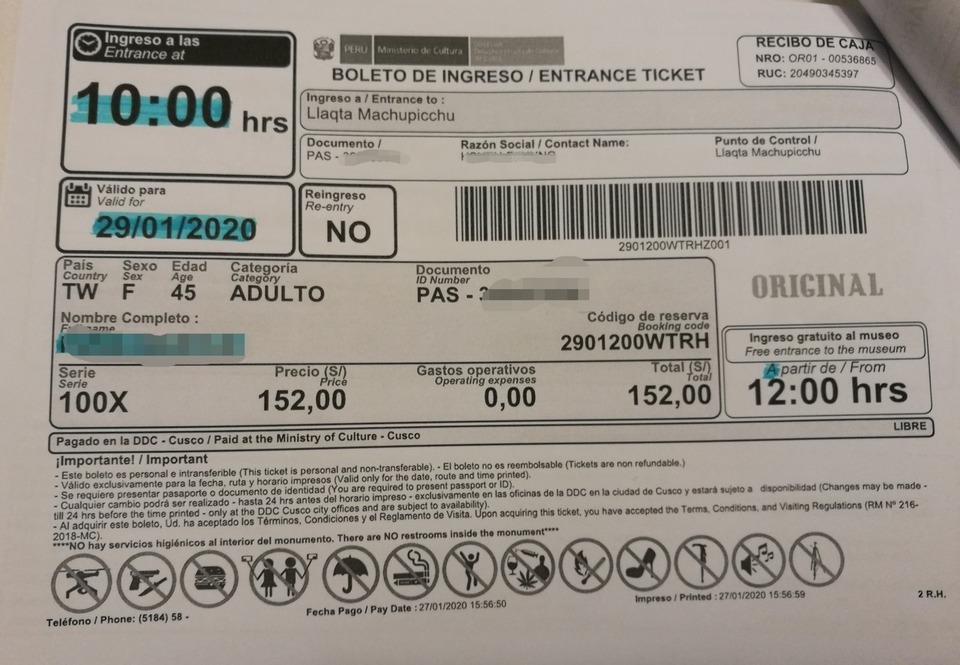 Ingreso a las
Entrance at
10:00 hrs
PERÚ Ministerio de Cultura
BOLETO DE INGRESO / ENTRANCE TICKET
RECIBO DE CAJA
NRO: OR01 - 00536865
RUC: 20490345397
Ingreso a / Entrance to :
Llaqta Machupicchu
Documento /
PAS -
Razón Social / Contact Name:
Punto de Control /
Llaqta Machupicchu
Válido para
Valid for
29/01/2020
Reingreso
Re-entry
NO
2901200WTRHZ001
País Sexo Edad Categoría Documento
Country Sex Age Category ID Number
TW F 45 ADULTO PAS -
ORIGINAL
Nombre Completo :
Código de reserva
Booking code
2901200WTRH
Ingreso gratuito al museo
Free entrance to the museum
A partir de / From
12:00 hrs
LIBRE
Serie Precio (S/) Gastos operativos Total (S/)
Serie Price Operating expenses Total
100X 152,00 0,00 152,00
Pagado en la DDC - Cusco / Paid at the Ministry of Culture - Cusco
¡Importante! / Important
- Este boleto es personal e intransferible (This ticket is personal and non-transferable). - El boleto no es reembolsable (Tickets are non refundable.)
- Válido exclusivamente para la fecha, ruta y horario impresos (Valid only for the date, route and time printed).
- Se requiere presentar pasaporte o documento de identidad (You are required to present passport or ID).
- Cualquier cambio podrá ser realizado - hasta 24 hrs antes del horario impreso - exclusivamente en las oficinas de la DDC en la ciudad de Cusco y estará sujeto a disponibilidad (Changes may be made -
till 24 hrs before the time printed - only at the DDC Cusco city offices and are subject to availability).
- Al adquirir este boleto, Ud. ha aceptado los Términos, Condiciones y el Reglamento de Visita. Upon acquiring this ticket, you have accepted the Terms, Conditions, and Visiting Regulations (RM Nº 216-
2018-MC).
****NO hay servicios higiénicos al interior del monumento. There are NO restrooms inside the monument****
Teléfono / Phone: (5184) 58 -
Fecha Pago / Pay Date : 27/01/2020 15:56:50
Impreso / Printed : 27/01/2020 15:56:59
2 R.H.